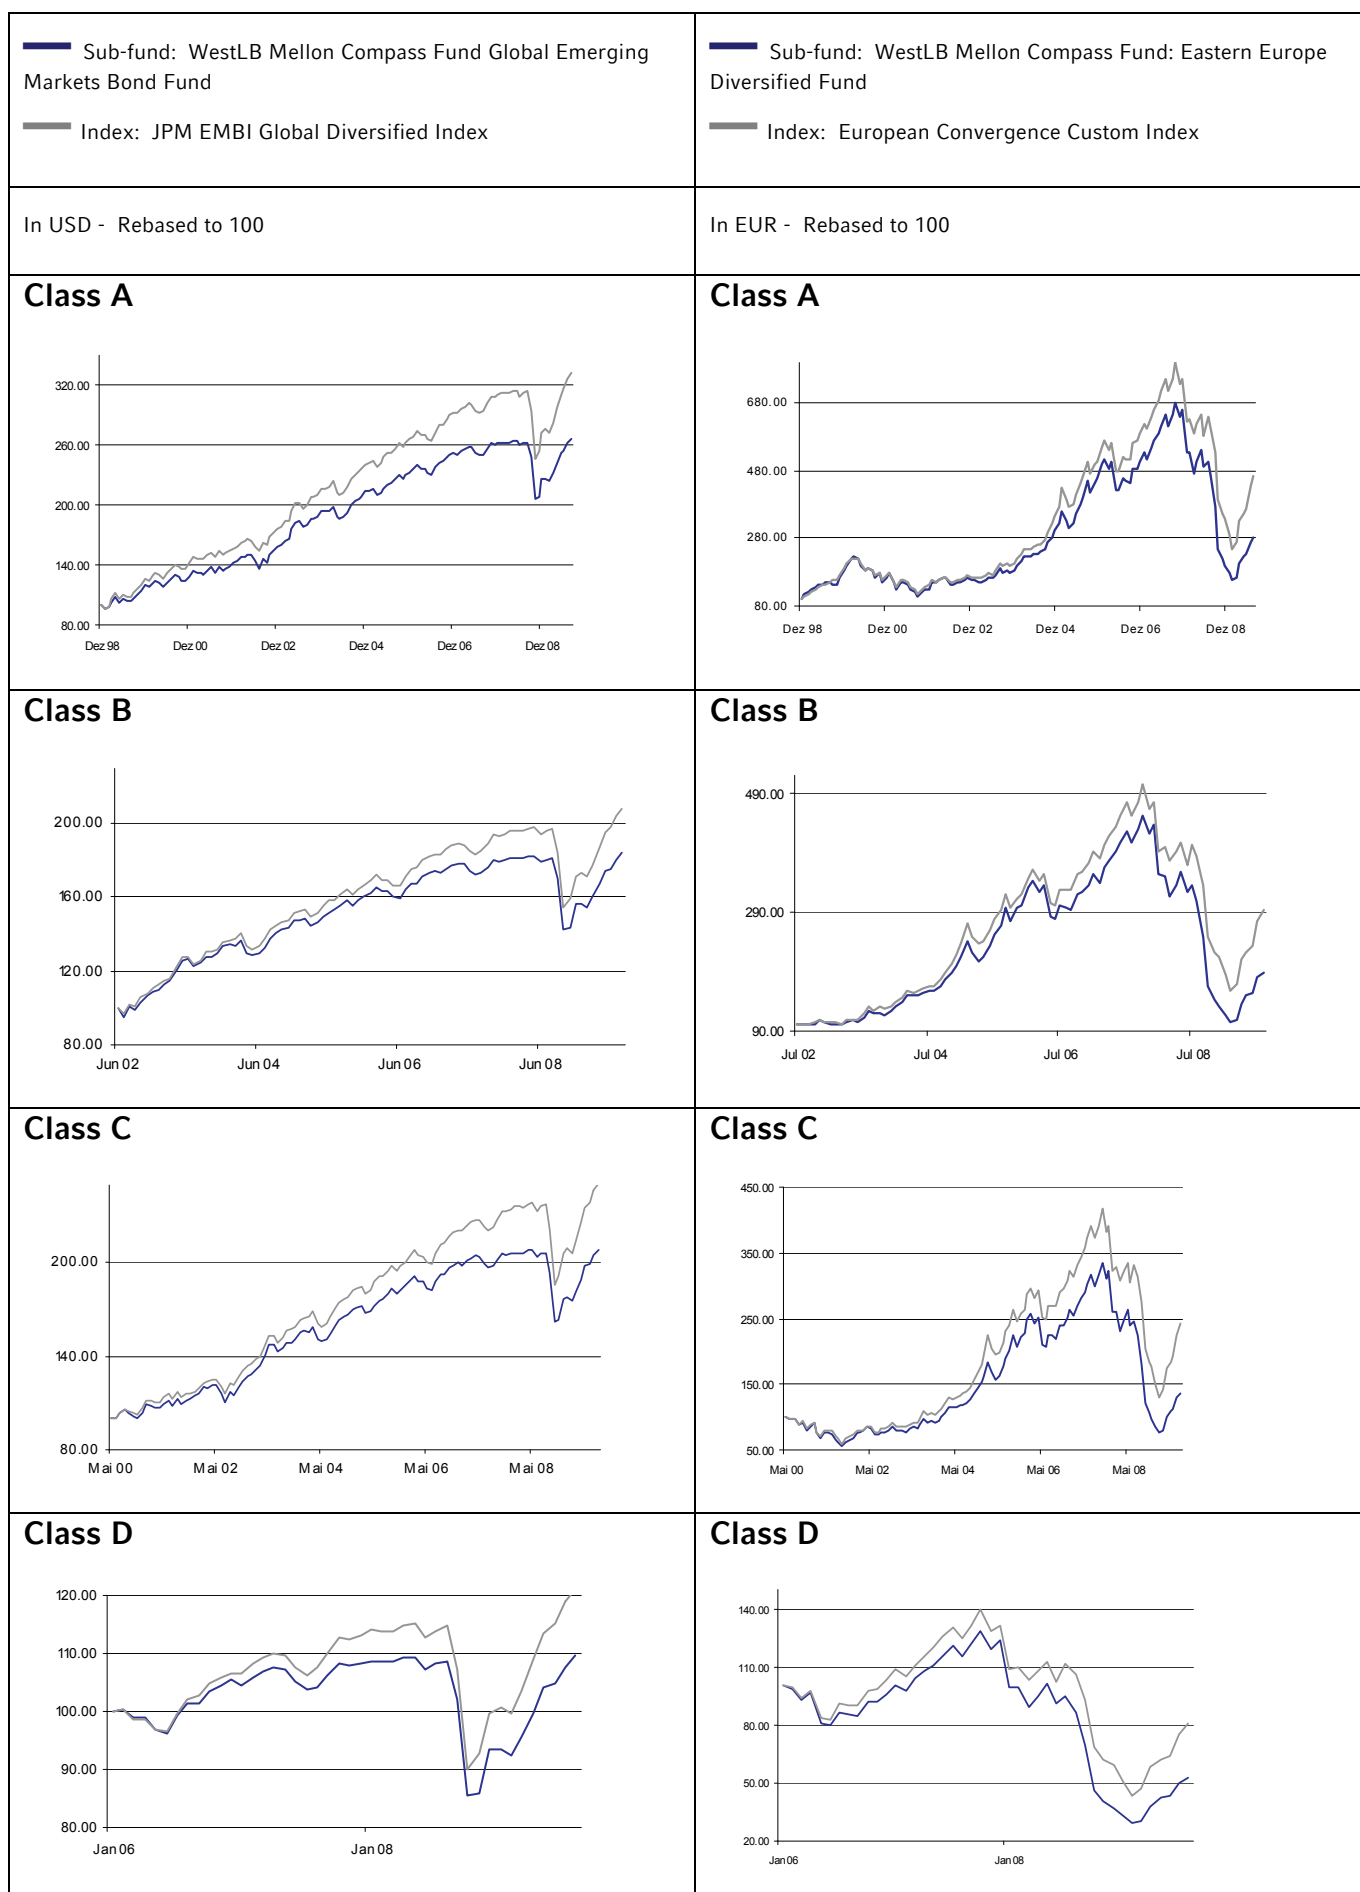 Sub-fund: WestLB Mellon Compass Fund Global Emerging
Markets Bond Fund
Index: JPM EMBI Global Diversified Index
Sub-fund: WestLB Mellon Compass Fund: Eastern Europe
Diversified Fund
Index: European Convergence Custom Index
In USD - Rebased to 100
In EUR - Rebased to 100
Class A
320.00
260.00
200.00
140.00
80.00
Dez 98 Dez 00 Dez 02 Dez 04 Dez 06 Dez 08
Class A
680.00
480.00
280.00
80.00
Dez 98 Dez 00 Dez 02 Dez 04 Dez 06 Dez 08
Class B
200.00
160.00
120.00
80.00
Jun 02 Jun 04 Jun 06 Jun 08
Class B
490.00
290.00
90.00
Jul 02 Jul 04 Jul 06 Jul 08
Class C
200.00
140.00
80.00
Mai 00 Mai 02 Mai 04 Mai 06 Mai 08
Class C
450.00
350.00
250.00
150.00
50.00
Mai 00 Mai 02 Mai 04 Mai 06 Mai 08
Class D
120.00
110.00
100.00
90.00
80.00
Jan 06 Jan 08
Class D
140.00
110.00
80.00
50.00
20.00
Jan 06 Jan 08